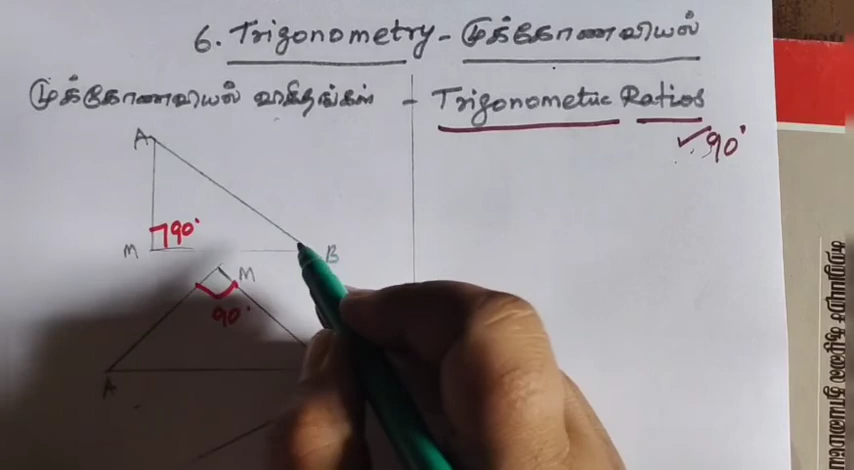 6. Trigonometry - முக்கோணவியல்
முக்கோணவியல் விகிதங்கள் - Trigonometric Ratios
✓90°
A
90°
M
B
M
90°
A